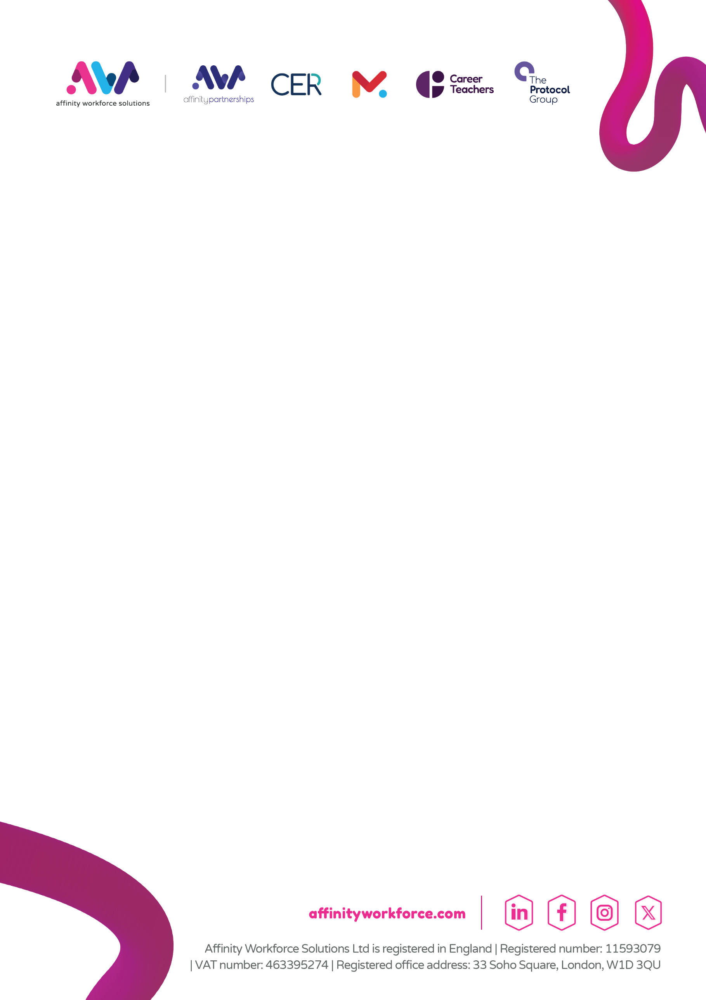 affinity workforce solutions
affinitypartnerships
CER
Career
Teachers
The
Protocol
Group
affinityworkforce.com
Affinity Workforce Solutions Ltd is registered in England | Registered number: 11593079
| VAT number: 463395274 | Registered office address: 33 Soho Square, London, W1D 3QU